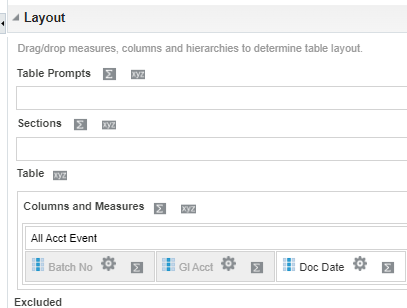 Layout
Drag/drop measures, columns and hierarchies to determine table layout.
Table Prompts Σ xyz
Sections Σ xyz
Table xyz
Columns and Measures Σ xyz
All Acct Event
Batch No Σ Gl Acct Σ Doc Date Σ
Excluded